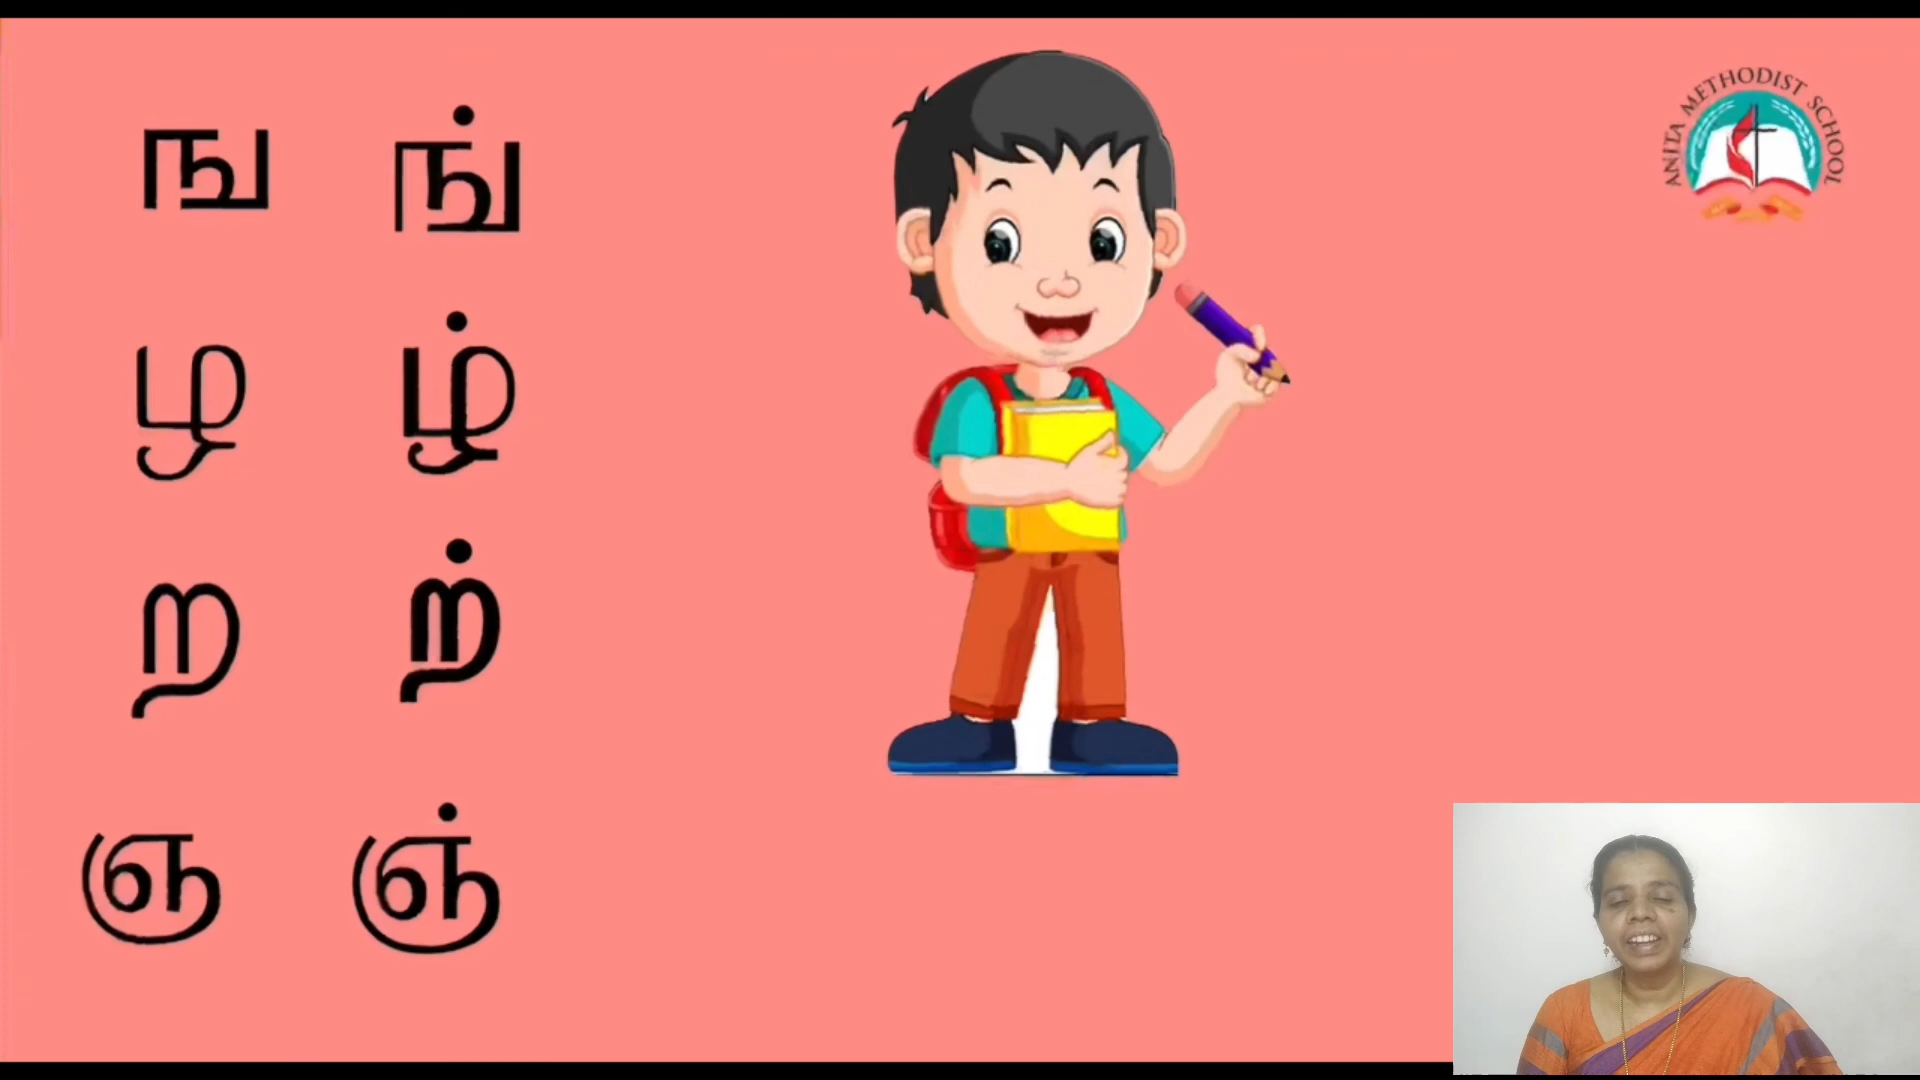 ங ங்
ழ ழ்
ற ற்
ஞ ஞ்
ANITA METHODIST SCHOOL